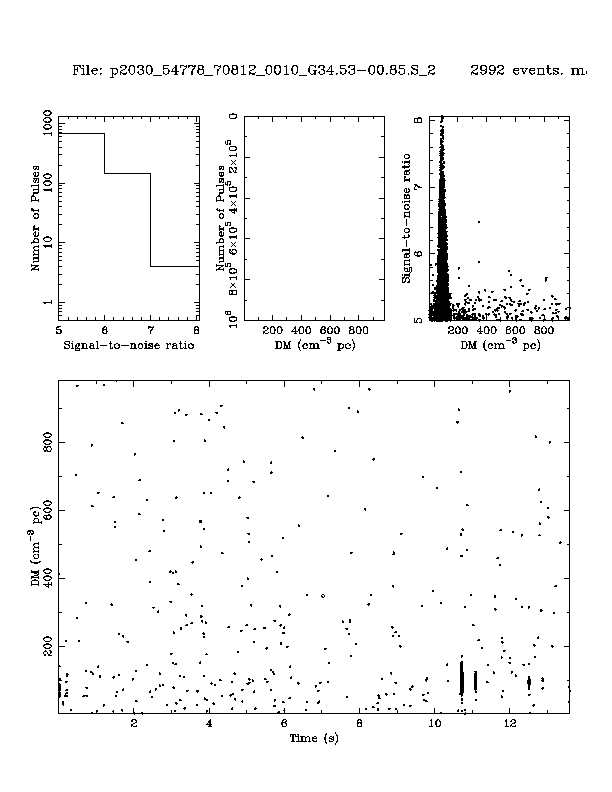 File: p2030_54778_70812_0010_G34.53-00.85.S_2 2992 events. m
1000
100
10
1
Number of Pulses
5 6 7 8
Signal-to-noise ratio
0
2×10⁵
4×10⁵
6×10⁵
8×10⁵
10⁶
Number of Pulses
200 400 600 800
DM (cm⁻³ pc)
8
7
6
5
Signal-to-noise ratio
200 400 600 800
DM (cm⁻³ pc)
800
600
400
200
DM (cm⁻³ pc)
2 4 6 8 10 12
Time (s)